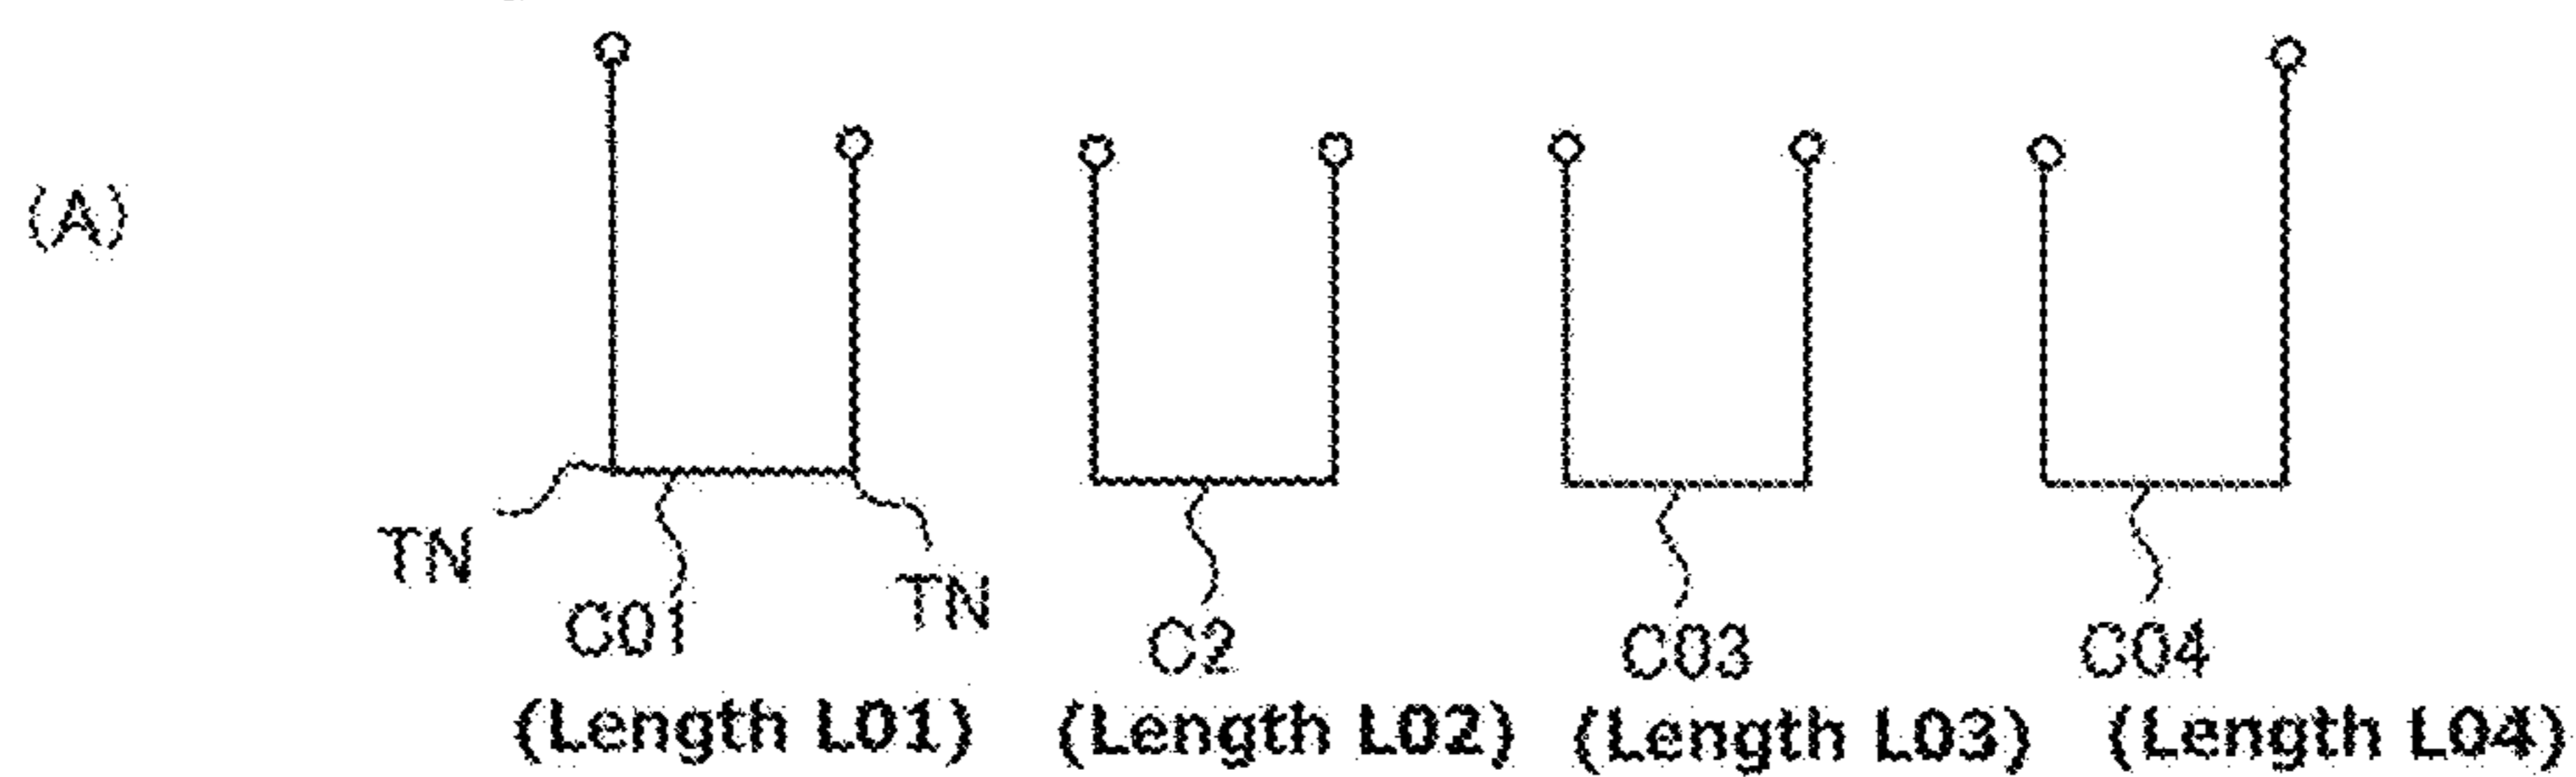 (A)
TN
C01
TN
C2
C03
C04
(Length L01) (Length L02) (Length L03) (Length L04)